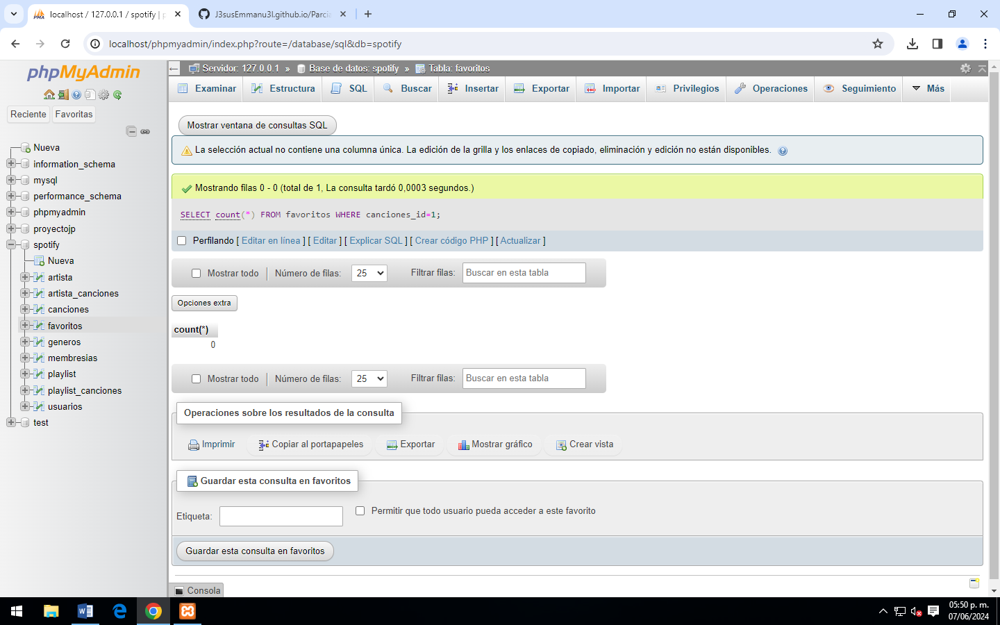 localhost / 127.0.0.1 / spotify | p
J3susEmmanu3l.github.io/Parcia
localhost/phpmyadmin/index.php?route=/database/sql&db=spotify
phpMyAdmin
Reciente
Favoritas
Nueva
information_schema
mysql
performance_schema
phpmyadmin
proyectojp
spotify
Nueva
artista
artista_canciones
canciones
favoritos
generos
membresias
playlist
playlist_canciones
usuarios
test
Servidor: 127.0.0.1 » Base de datos: spotify » Tabla: favoritos
Examinar Estructura SQL Buscar Insertar Exportar Importar Privilegios Operaciones Seguimiento Más
Mostrar ventana de consultas SQL
La selección actual no contiene una columna única. La edición de la grilla y los enlaces de copiado, eliminación y edición no están disponibles.
Mostrando filas 0 - 0 (total de 1, La consulta tardó 0,0003 segundos.)
SELECT count(*) FROM favoritos WHERE canciones_id=1;
Perfilando [ Editar en línea ] [ Editar ] [ Explicar SQL ] [ Crear código PHP ] [ Actualizar ]
Mostrar todo Número de filas: 25 Filtrar filas: Buscar en esta tabla
Opciones extra
count(*)
0
Mostrar todo Número de filas: 25 Filtrar filas: Buscar en esta tabla
Operaciones sobre los resultados de la consulta
Imprimir Copiar al portapapeles Exportar Mostrar gráfico Crear vista
Guardar esta consulta en favoritos
Etiqueta: Permitir que todo usuario pueda acceder a este favorito
Guardar esta consulta en favoritos
Consola
05:50 p. m.
07/06/2024